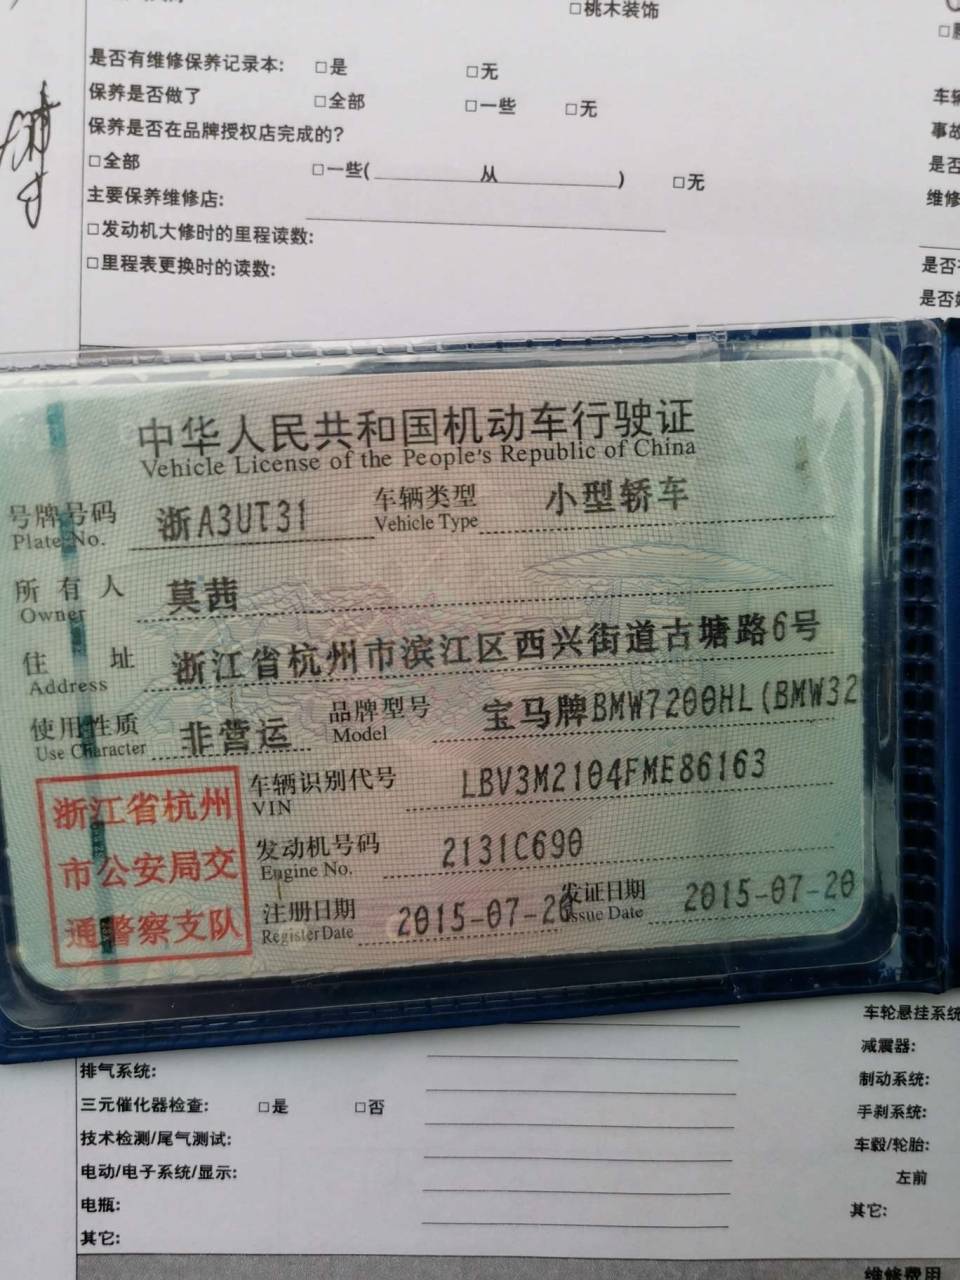 □桃木装饰
是否有维修保养记录本: □是 □无
保养是否做了 □全部 □一些 □无
保养是否在品牌授权店完成的?
□全部 □一些( 从 ) □无
主要保养维修店:
□发动机大修时的里程读数:
□里程表更换时的读数:
车辆
事故
是否
维修
是否
是否
中华人民共和国机动车行驶证
Vehicle License of the People's Republic of China
号牌号码 浙A3UT31 车辆类型 小型轿车
Plate No. Vehicle Type
所有人 莫茜
Owner
住址 浙江省杭州市滨江区西兴街道古塘路6号
Address
使用性质 非营运 品牌型号 宝马牌BMW7200HL(BMW32
Use Character Model
浙江省杭州
市公安局交
通警察支队
车辆识别代号 LBV3M2104FME86163
VIN
发动机号码 2131C690
Engine No.
注册日期 2015-07-20 发证日期 2015-07-20
Register Date Issue Date
车轮悬挂系统
减震器:
排气系统:
制动系统:
三元催化器检查: □是 □否
手刹系统:
技术检测/尾气测试:
车毂/轮胎:
电动/电子系统/显示:
左前
电瓶:
其它:
其它:
维修费用